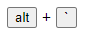 alt + `